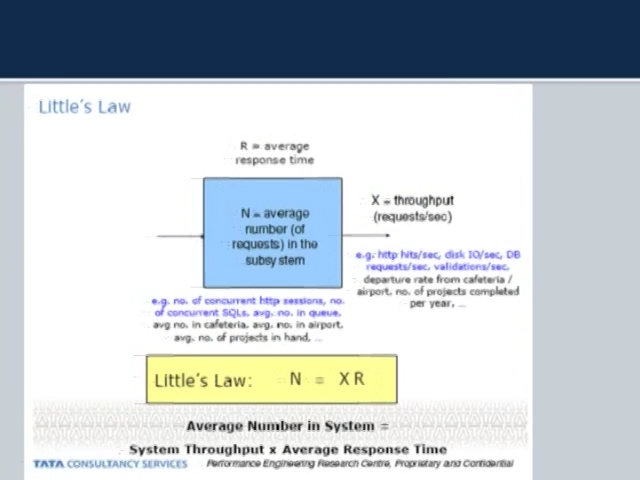 Little's Law
R = average
response time
N = average
number (of
requests) in the
subsystem
X = throughput
(requests/sec)
e.g: http hits/sec, disk IO/sec, DB
requests/sec, validations/sec,
departure rate from cafeteria /
airport, no. of projects completed
per year, ...
e.g. no. of concurrent http sessions, no.
of concurrent SQLs, avg. no. in queue,
avg no. in cafeteria, avg. no. in airport,
avg. no. of projects in hand, ...
Little's Law: N = XR
Average Number in System =
System Throughput x Average Response Time
TATA CONSULTANCY SERVICES Performance Engineering Research Centre, Proprietary and Confidential